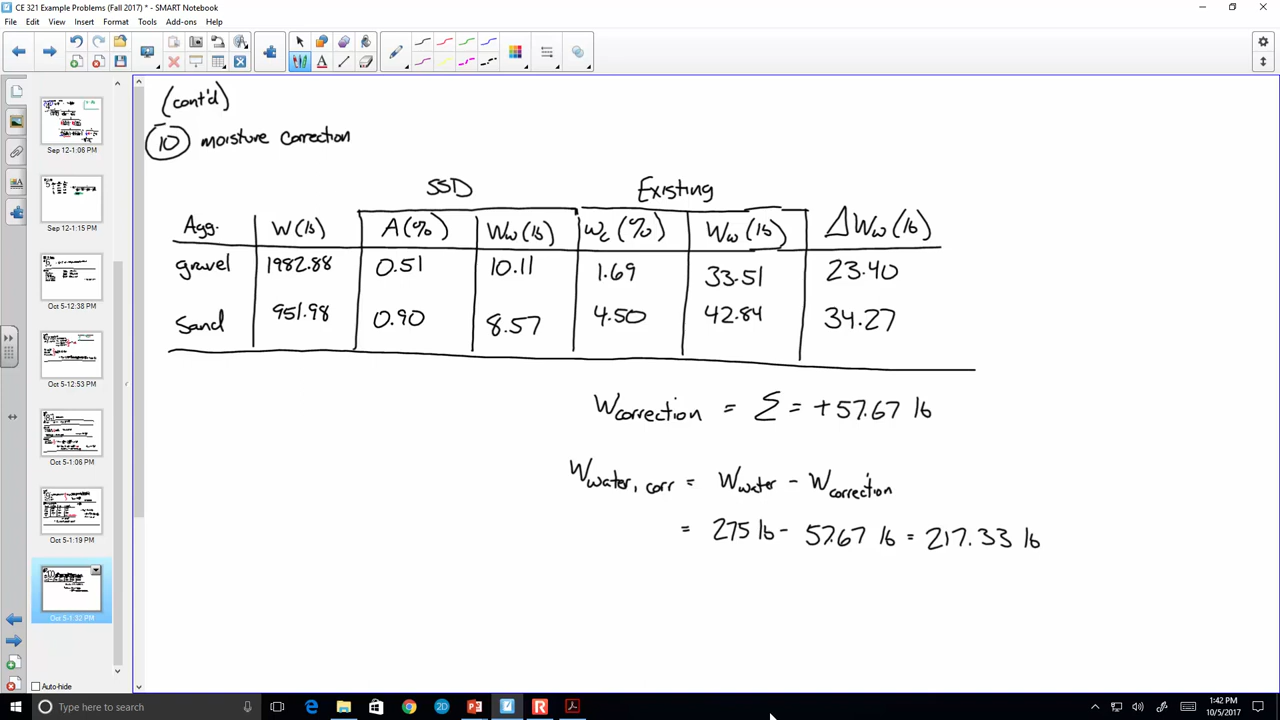 CE 321 Example Problems (Fall 2017) * - SMART Notebook
File Edit View Insert Format Tools Add-ons Help
(cont'd)
10 moisture correction
SSD Existing
Agg. W(lb) A(%) Ww(lb) wc(%) Ww(lb) ΔWw(lb)
gravel 1982.88 0.51 10.11 1.69 33.51 23.40
Sand 951.98 0.90 8.57 4.50 42.84 34.27
Wcorrection = Σ = +57.67 lb
Wwater, corr = Wwater - Wcorrection
= 275 lb - 57.67 lb = 217.33 lb
Sep 12-1:06 PM
Sep 12-1:15 PM
Oct 5-12:38 PM
Oct 5-12:53 PM
Oct 5-1:06 PM
Oct 5-1:19 PM
Oct 5-1:32 PM
Auto-hide
Type here to search
1:42 PM
10/5/2017